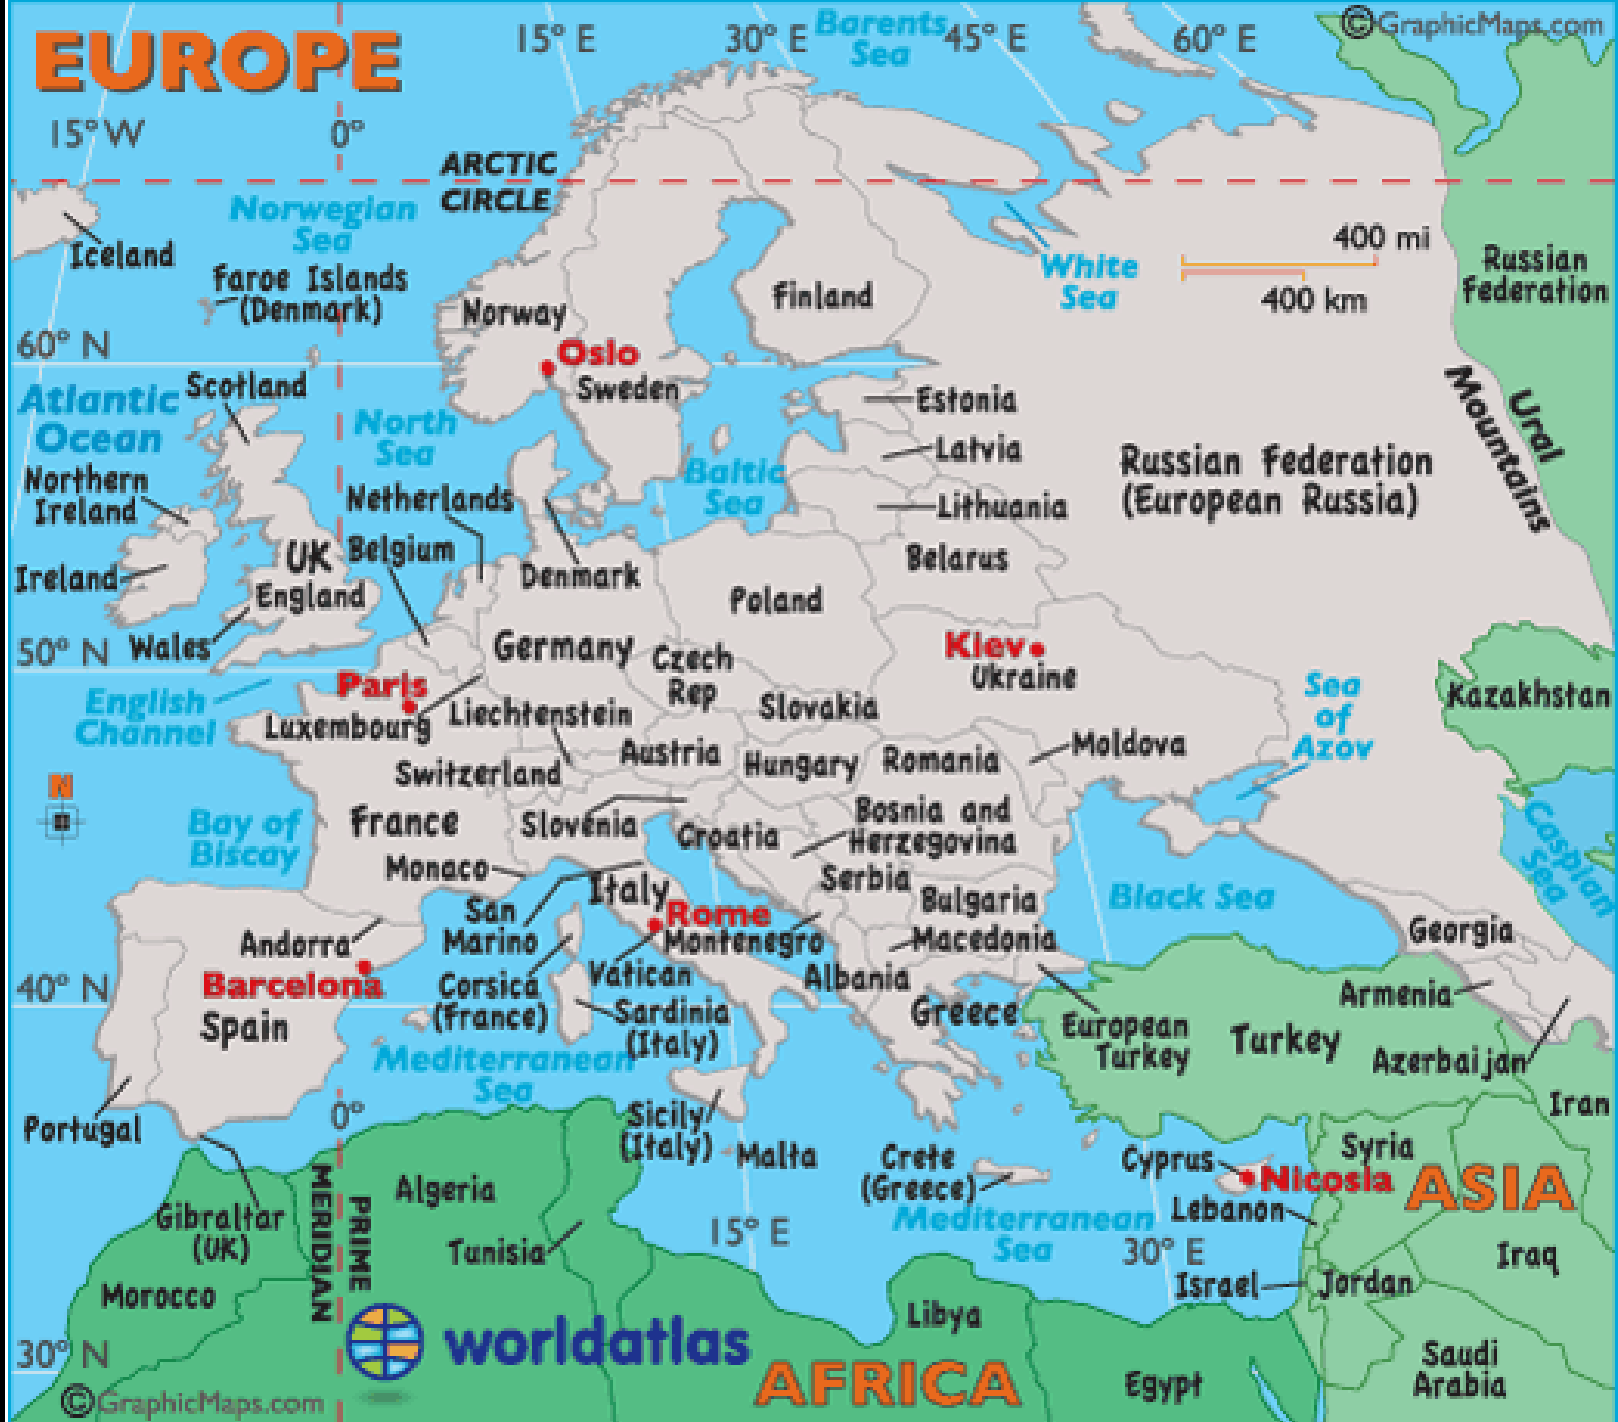 EUROPE
15° E
30° E
Barents
Sea
45° E
60° E
©GraphicMaps.com
15° W
0°
ARCTIC
CIRCLE
Norwegian
Sea
Iceland
Faroe Islands
(Denmark)
Norway
Finland
White
Sea
400 mi
400 km
Russian
Federation
60° N
Oslo
Sweden
Scotland
Atlantic
Ocean
North
Sea
Estonia
Latvia
Lithuania
Baltic
Sea
Russian Federation
(European Russia)
Ural
Mountains
Northern
Ireland
Netherlands
Ireland
UK
Belgium
England
Denmark
Belarus
Poland
50° N
Wales
Germany
Czech
Rep
Kiev
Ukraine
Paris
English
Channel
Luxembourg
Liechtenstein
Slovakia
Sea
of
Azov
Kazakhstan
Switzerland
Austria
Hungary
Romania
Moldova
N
Bay of
Biscay
France
Slovenia
Croatia
Bosnia and
Herzegovina
Caspian
Sea
Monaco
Italy
Serbia
Bulgaria
Black Sea
San
Marino
Rome
Montenegro
Macedonia
Georgia
Andorra
Barcelona
40° N
Spain
Corsica
(France)
Vatican
Albania
Sardinia
(Italy)
Greece
European
Turkey
Turkey
Armenia
Azerbaijan
Mediterranean
Sea
Iran
Portugal
0°
Sicily
(Italy)
Malta
Crete
(Greece)
Cyprus
Nicosia
Syria
ASIA
Lebanon
MERIDIAN
PRIME
Algeria
Gibraltar
(UK)
Tunisia
15° E
Mediterranean
Sea
30° E
Iraq
Morocco
Israel
Jordan
Libya
30° N
worldatlas
AFRICA
Egypt
Saudi
Arabia
©GraphicMaps.com